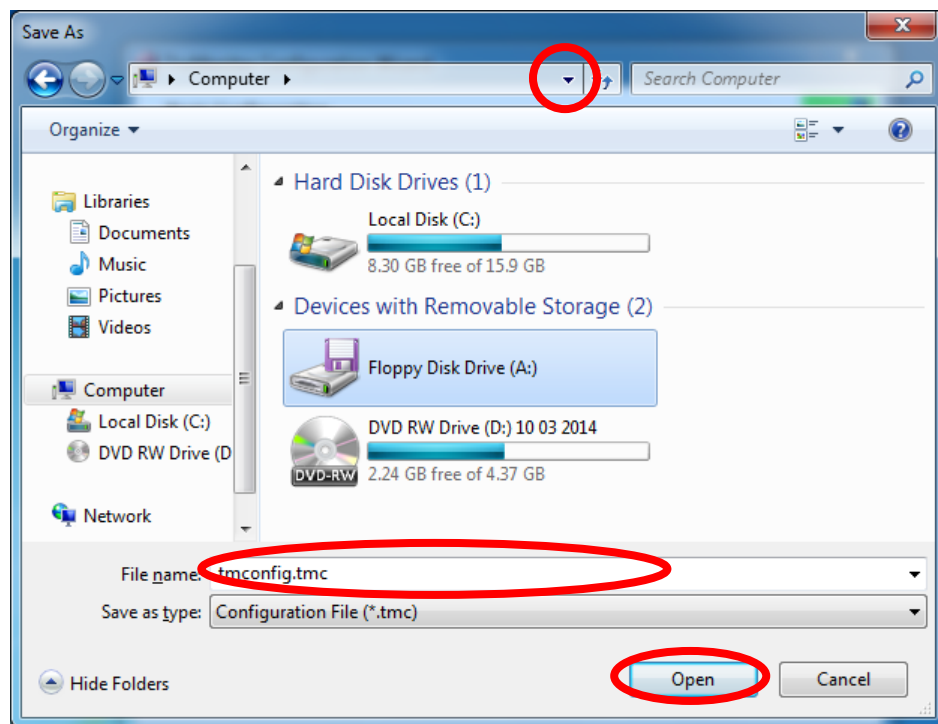 Save As
Computer
Search Computer
Organize
Libraries
Documents
Music
Pictures
Videos
Computer
Local Disk (C:)
DVD RW Drive (D
Network
Hard Disk Drives (1)
Local Disk (C:)
8.30 GB free of 15.9 GB
Devices with Removable Storage (2)
Floppy Disk Drive (A:)
DVD RW Drive (D:) 10 03 2014
DVD-RW
2.24 GB free of 4.37 GB
File name: tmconfig.tmc
Save as type: Configuration File (*.tmc)
Hide Folders
Open
Cancel